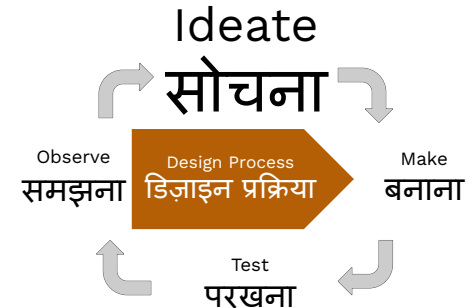 Ideate
सोचना
Observe
समझना
Design Process
डिज़ाइन प्रक्रिया
Make
बनाना
Test
परखना